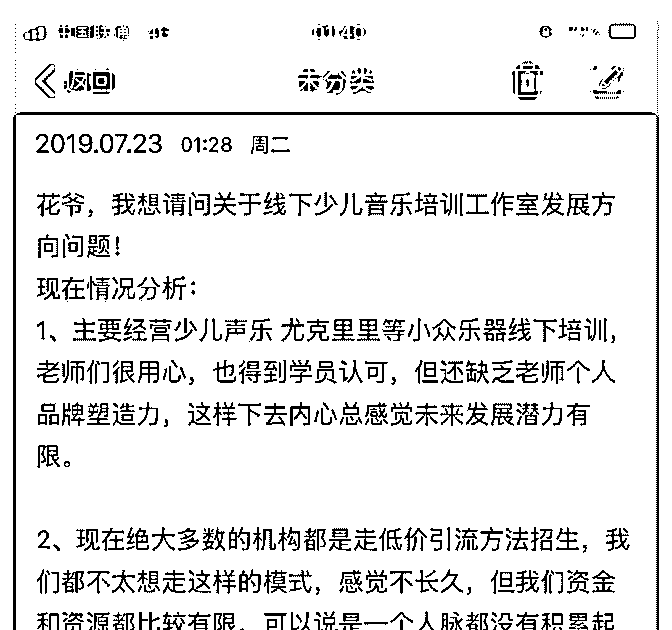 返回
未分类
2019.07.23 01:28 周二
花爷，我想请问关于线下少儿音乐培训工作室发展方
向问题！
现在情况分析：
1、主要经营少儿声乐 尤克里里等小众乐器线下培训，
老师们很用心，也得到学员认可，但还缺乏老师个人
品牌塑造力，这样下去内心总感觉未来发展潜力有
限。
2、现在绝大多数的机构都是走低价引流方法招生，我
们都不太想走这样的模式，感觉不长久，但我们资金
和资源都比较有限，可以说是一个人脉都没有积累起